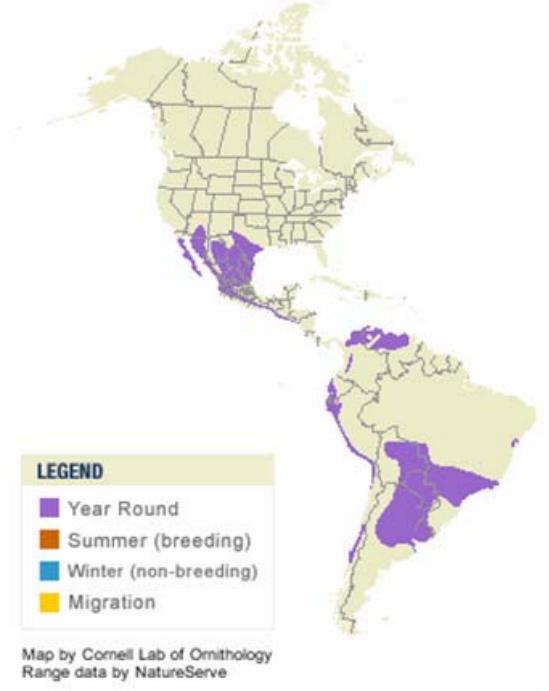 LEGEND
Year Round
Summer (breeding)
Winter (non-breeding)
Migration
Map by Cornell Lab of Ornithology
Range data by NatureServe